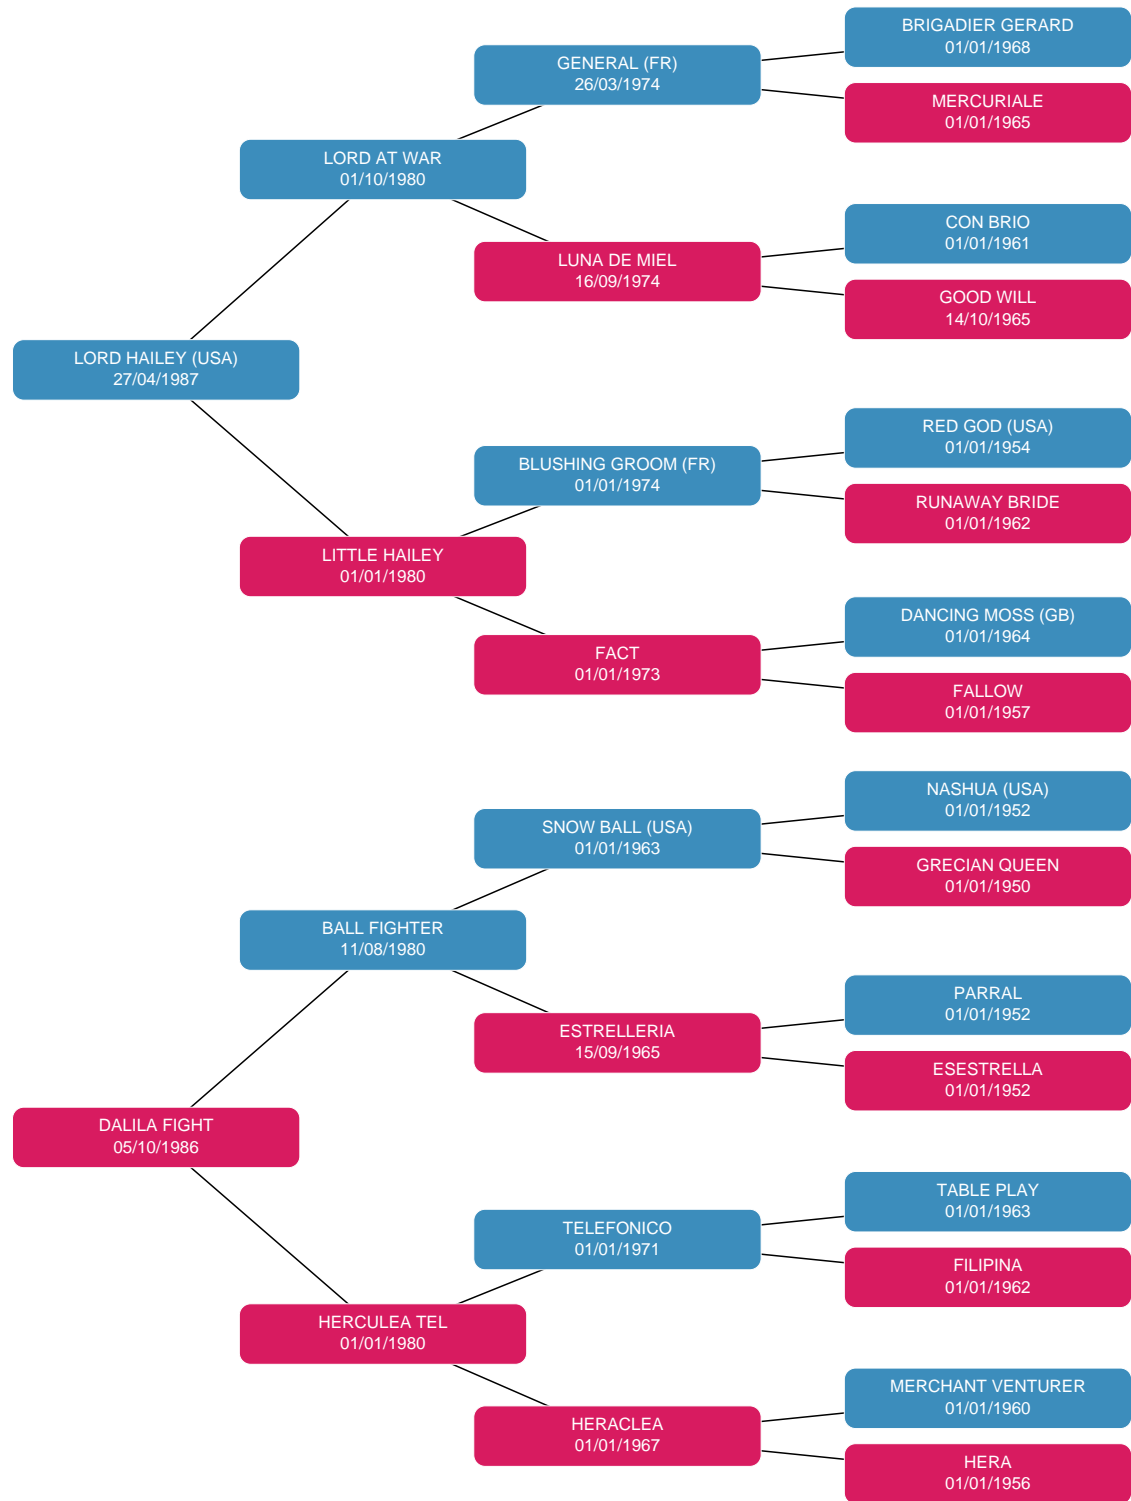 BRIGADIER GERARD
01/01/1968
GENERAL (FR)
26/03/1974
MERCURIALE
01/01/1965
LORD AT WAR
01/10/1980
CON BRIO
01/01/1961
LUNA DE MIEL
16/09/1974
GOOD WILL
14/10/1965
LORD HAILEY (USA)
27/04/1987
RED GOD (USA)
01/01/1954
BLUSHING GROOM (FR)
01/01/1974
RUNAWAY BRIDE
01/01/1962
LITTLE HAILEY
01/01/1980
DANCING MOSS (GB)
01/01/1964
FACT
01/01/1973
FALLOW
01/01/1957
NASHUA (USA)
01/01/1952
SNOW BALL (USA)
01/01/1963
GRECIAN QUEEN
01/01/1950
BALL FIGHTER
11/08/1980
PARRAL
01/01/1952
ESTRELLERIA
15/09/1965
ESESTRELLA
01/01/1952
DALILA FIGHT
05/10/1986
TABLE PLAY
01/01/1963
TELEFONICO
01/01/1971
FILIPINA
01/01/1962
HERCULEA TEL
01/01/1980
MERCHANT VENTURER
01/01/1960
HERACLEA
01/01/1967
HERA
01/01/1956